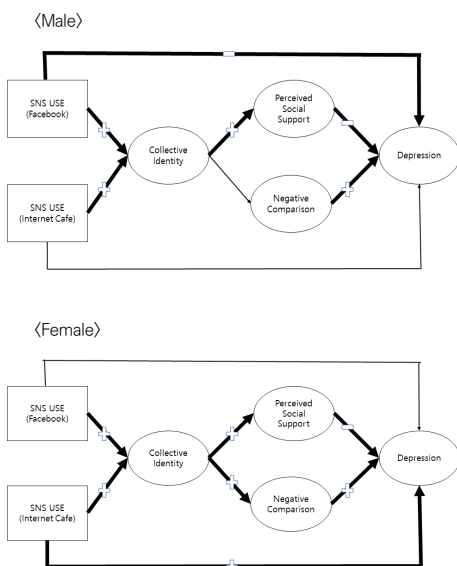 〈Male〉
SNS USE
(Facebook)
Perceived
Social
Support
Collective
Identity
Depression
SNS USE
(Internet Cafe)
Negative
Comparison
〈Female〉
SNS USE
(Facebook)
Perceived
Social
Support
Collective
Identity
Depression
SNS USE
(Internet Cafe)
Negative
Comparison